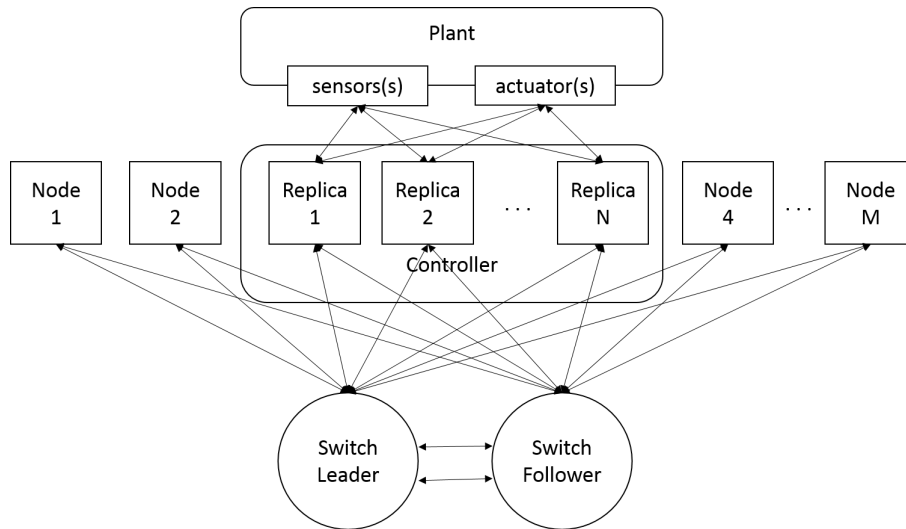 Plant
sensors(s)
actuator(s)
Node
1
Node
2
Replica
1
Replica
2
. . .
Replica
N
Node
4
. . .
Node
M
Controller
Switch
Leader
Switch
Follower